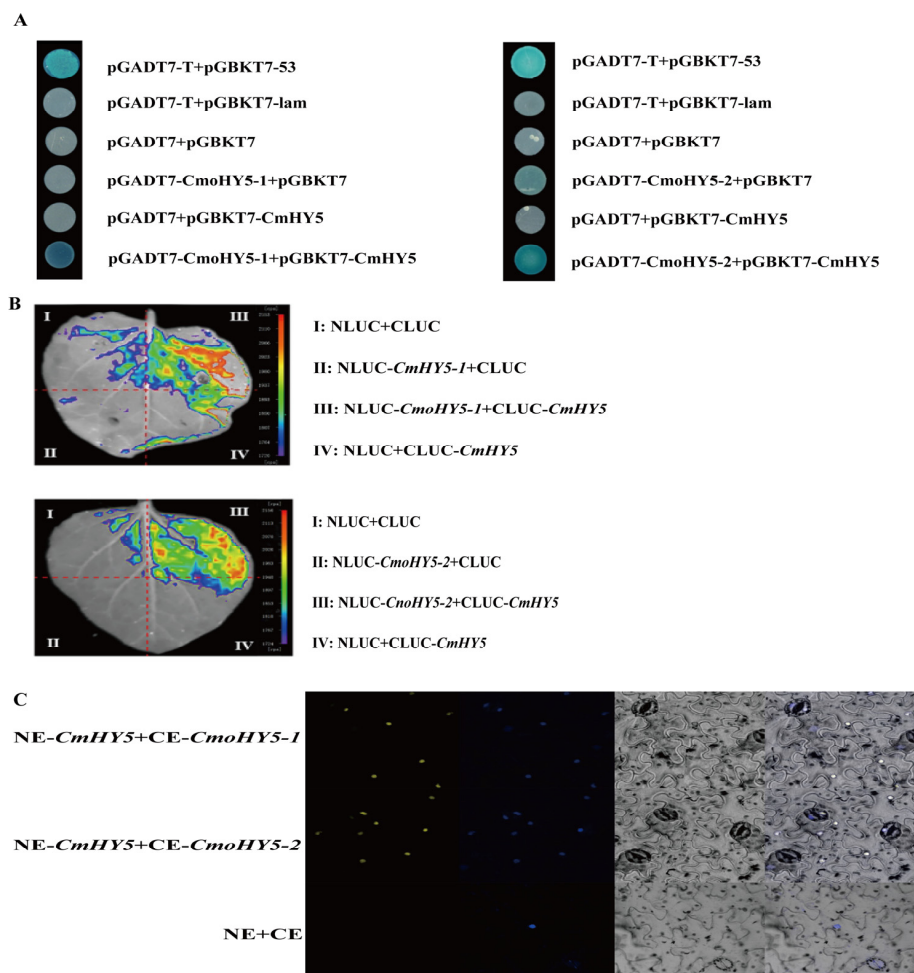 A
pGADT7-T+pGBKT7-53
pGADT7-T+pGBKT7-lam
pGADT7+pGBKT7
pGADT7-CmoHY5-1+pGBKT7
pGADT7+pGBKT7-CmHY5
pGADT7-CmoHY5-1+pGBKT7-CmHY5
pGADT7-T+pGBKT7-53
pGADT7-T+pGBKT7-lam
pGADT7+pGBKT7
pGADT7-CmoHY5-2+pGBKT7
pGADT7+pGBKT7-CmHY5
pGADT7-CmoHY5-2+pGBKT7-CmHY5
B
I
III
II
IV
I: NLUC+CLUC
II: NLUC-CmHY5-1+CLUC
III: NLUC-CmoHY5-1+CLUC-CmHY5
IV: NLUC+CLUC-CmHY5
I
III
II
IV
I: NLUC+CLUC
II: NLUC-CmoHY5-2+CLUC
III: NLUC-CnoHY5-2+CLUC-CmHY5
IV: NLUC+CLUC-CmHY5
C
NE-CmHY5+CE-CmoHY5-1
NE-CmHY5+CE-CmoHY5-2
NE+CE